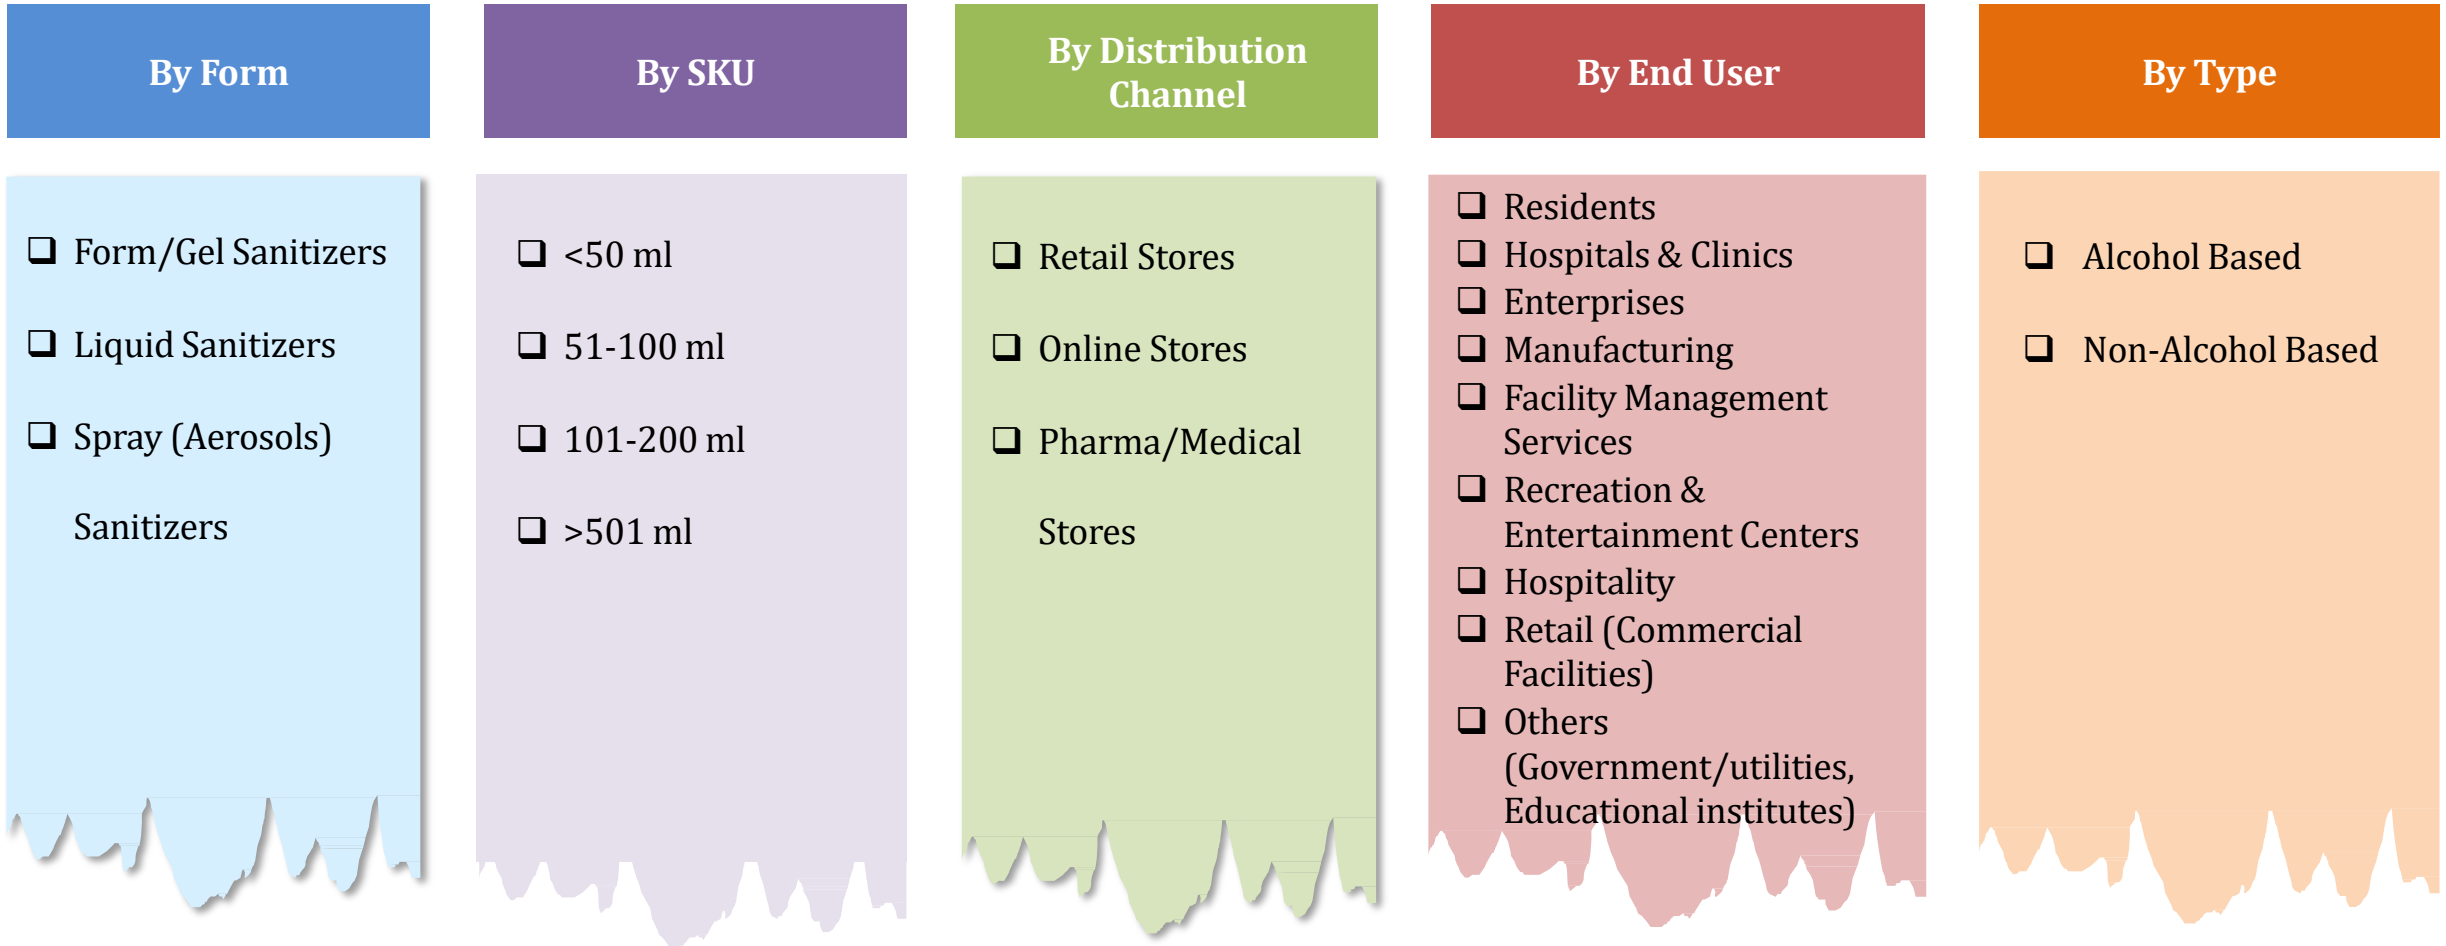 By Form
Form/Gel Sanitizers
Liquid Sanitizers
Spray (Aerosols)
Sanitizers
By SKU
<50 ml
51-100 ml
101-200 ml
>501 ml
By Distribution
Channel
Retail Stores
Online Stores
Pharma/Medical
Stores
By End User
Residents
Hospitals & Clinics
Enterprises
Manufacturing
Facility Management
Services
Recreation &
Entertainment Centers
Hospitality
Retail (Commercial
Facilities)
Others
(Government/utilities,
Educational institutes)
By Type
Alcohol Based
Non-Alcohol Based